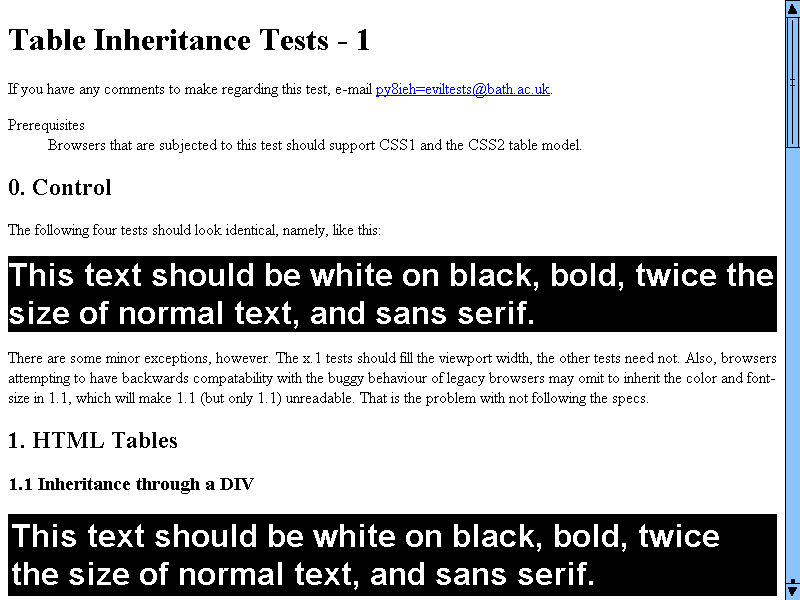 Table Inheritance Tests - 1
If you have any comments to make regarding this test, e-mail py8ieh=eviltests@bath.ac.uk.
Prerequisites
Browsers that are subjected to this test should support CSS1 and the CSS2 table model.
0. Control
The following four tests should look identical, namely, like this:
This text should be white on black, bold, twice the
size of normal text, and sans serif.
There are some minor exceptions, however. The x.1 tests should fill the viewport width, the other tests need not. Also, browsers
attempting to have backwards compatability with the buggy behaviour of legacy browsers may omit to inherit the color and font-
size in 1.1, which will make 1.1 (but only 1.1) unreadable. That is the problem with not following the specs.
1. HTML Tables
1.1 Inheritance through a DIV
This text should be white on black, bold, twice
the size of normal text, and sans serif.